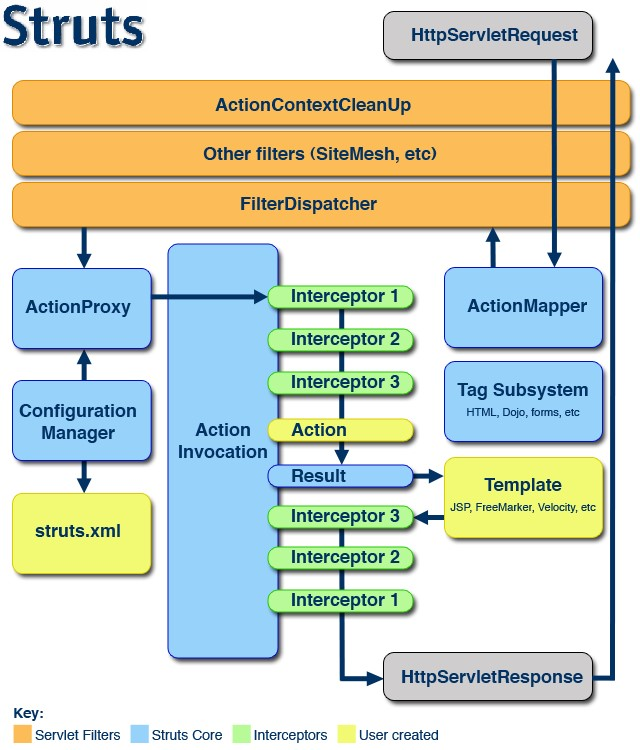 Struts
HttpServletRequest
ActionContextCleanUp
Other filters (SiteMesh, etc)
FilterDispatcher
ActionProxy
Interceptor 1
ActionMapper
Interceptor 2
Interceptor 3
Tag Subsystem
HTML, Dojo, forms, etc
Configuration
Manager
Action
Invocation
Action
Result
Template
JSP, FreeMarker, Velocity, etc
struts.xml
Interceptor 3
Interceptor 2
Interceptor 1
HttpServletResponse
Key:
Servlet Filters
Struts Core
Interceptors
User created